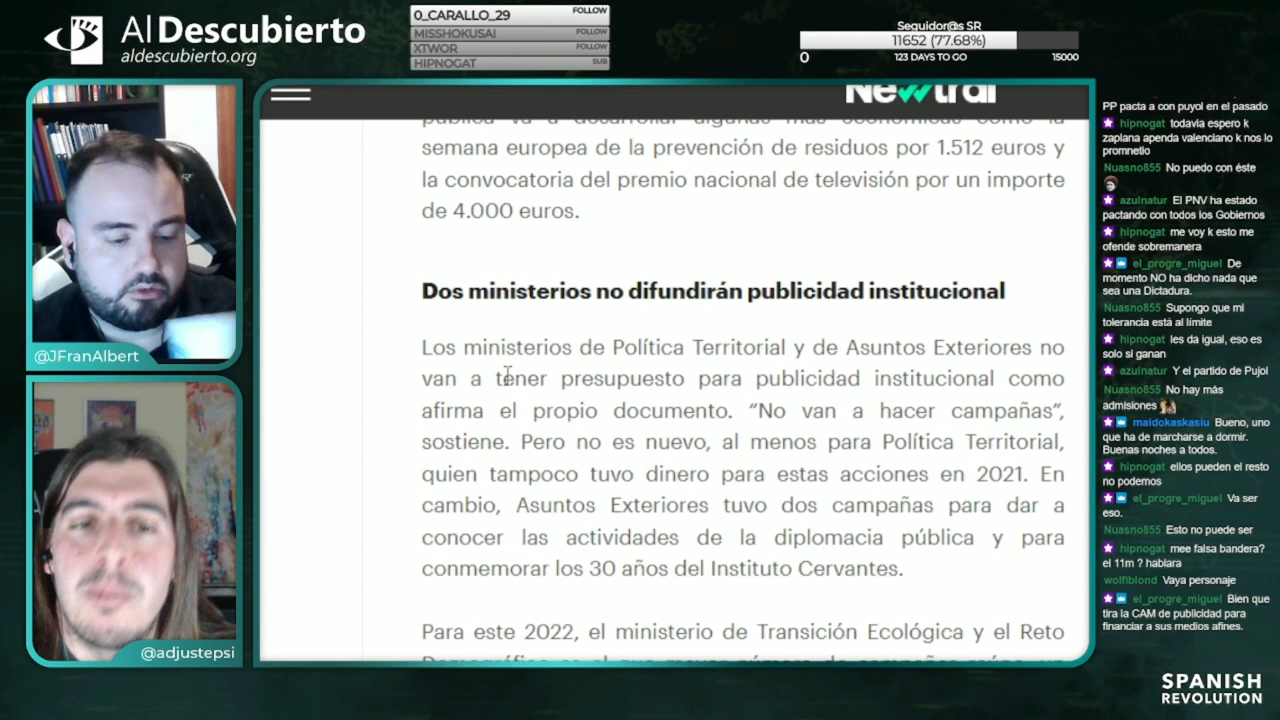 Al Descubierto
aldescubierto.org
0_CARALLO_29 FOLLOW
MISSHOKUSAI FOLLOW
XTWOR FOLLOW
HIPNOGAT SUB
Seguidor@s SR
11652 (77.68%)
0 123 DAYS TO GO 15000
@JFranAlbert
@adjustepsi
Newtral
semana europea de la prevención de residuos por 1.512 euros y
la convocatoria del premio nacional de televisión por un importe
de 4.000 euros.
Dos ministerios no difundirán publicidad institucional
Los ministerios de Política Territorial y de Asuntos Exteriores no
van a tener presupuesto para publicidad institucional como
afirma el propio documento. “No van a hacer campañas”,
sostiene. Pero no es nuevo, al menos para Política Territorial,
quien tampoco tuvo dinero para estas acciones en 2021. En
cambio, Asuntos Exteriores tuvo dos campañas para dar a
conocer las actividades de la diplomacia pública y para
conmemorar los 30 años del Instituto Cervantes.
Para este 2022, el ministerio de Transición Ecológica y el Reto
PP pacta a con puyol en el pasado
hipnogat todavia espero k
zaplana apenda valenciano k nos lo
promnetio
Nuasno855 No puedo con éste
azulnatur El PNV ha estado
pactando con todos los Gobiernos
hipnogat me voy k esto me
ofende sobremanera
el_progre_miguel De
momento NO ha dicho nada que
sea una Dictadura.
Nuasno855 Supongo que mi
tolerancia está al límite
hipnogat les da igual, eso es
solo si ganan
azulnatur Y el partido de Pujol
Nuasno855 No hay más
admisiones
maldokaskasiu Bueno, uno
que ha de marcharse a dormir.
Buenas noches a todos.
hipnogat ellos pueden el resto
no podemos
el_progre_miguel Va ser
eso.
Nuasno855 Esto no puede ser
hipnogat mee falsa bandera?
el 11m ? hablara
wolfiblond Vaya personaje
el_progre_miguel Bien que
tira la CAM de publicidad para
financiar a sus medios afines.
SPANISH
REVOLUTION